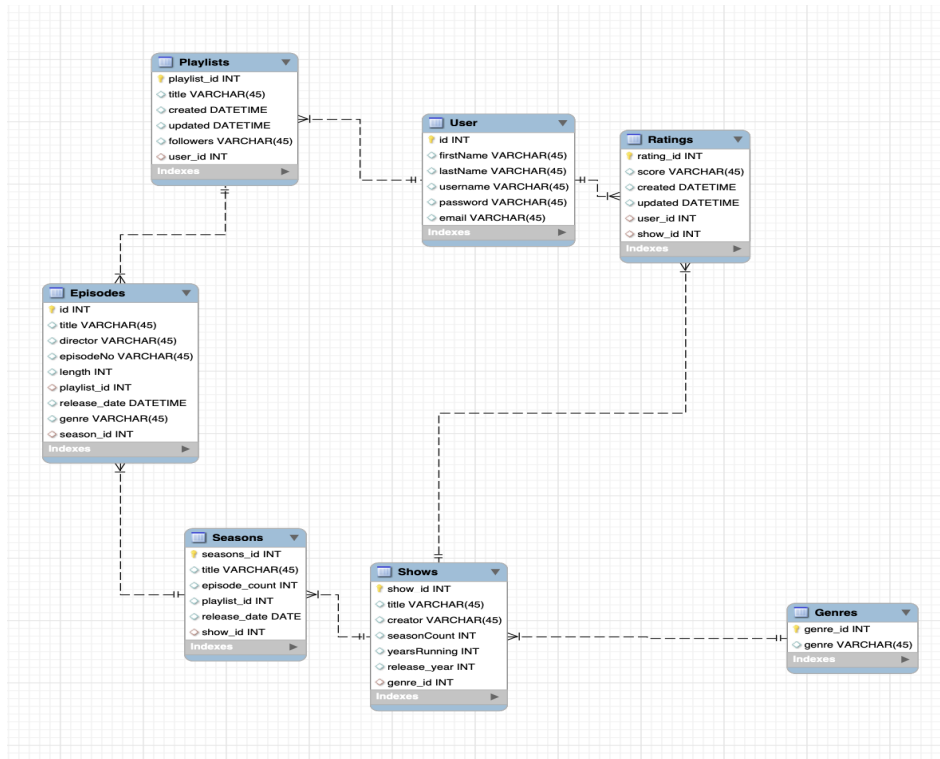 Playlists
playlist_id INT
title VARCHAR(45)
created DATETIME
updated DATETIME
followers VARCHAR(45)
user_id INT
Indexes
User
id INT
firstName VARCHAR(45)
lastName VARCHAR(45)
username VARCHAR(45)
password VARCHAR(45)
email VARCHAR(45)
Indexes
Ratings
rating_id INT
score VARCHAR(45)
created DATETIME
updated DATETIME
user_id INT
show_id INT
Indexes
Episodes
id INT
title VARCHAR(45)
director VARCHAR(45)
episodeNo VARCHAR(45)
length INT
playlist_id INT
release_date DATETIME
genre VARCHAR(45)
season_id INT
Indexes
Seasons
seasons_id INT
title VARCHAR(45)
episode_count INT
playlist_id INT
release_date DATE
show_id INT
Indexes
Shows
show_id INT
title VARCHAR(45)
creator VARCHAR(45)
seasonCount INT
yearsRunning INT
release_year INT
genre_id INT
Indexes
Genres
genre_id INT
genre VARCHAR(45)
Indexes